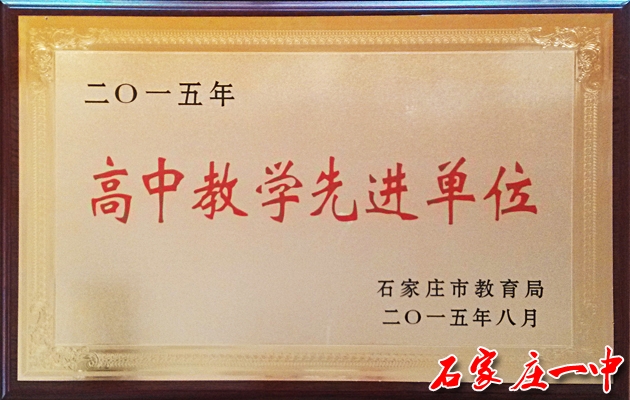 二〇一五年
高中教学先进单位
石家庄市教育局
二〇一五年八月
石家庄一中